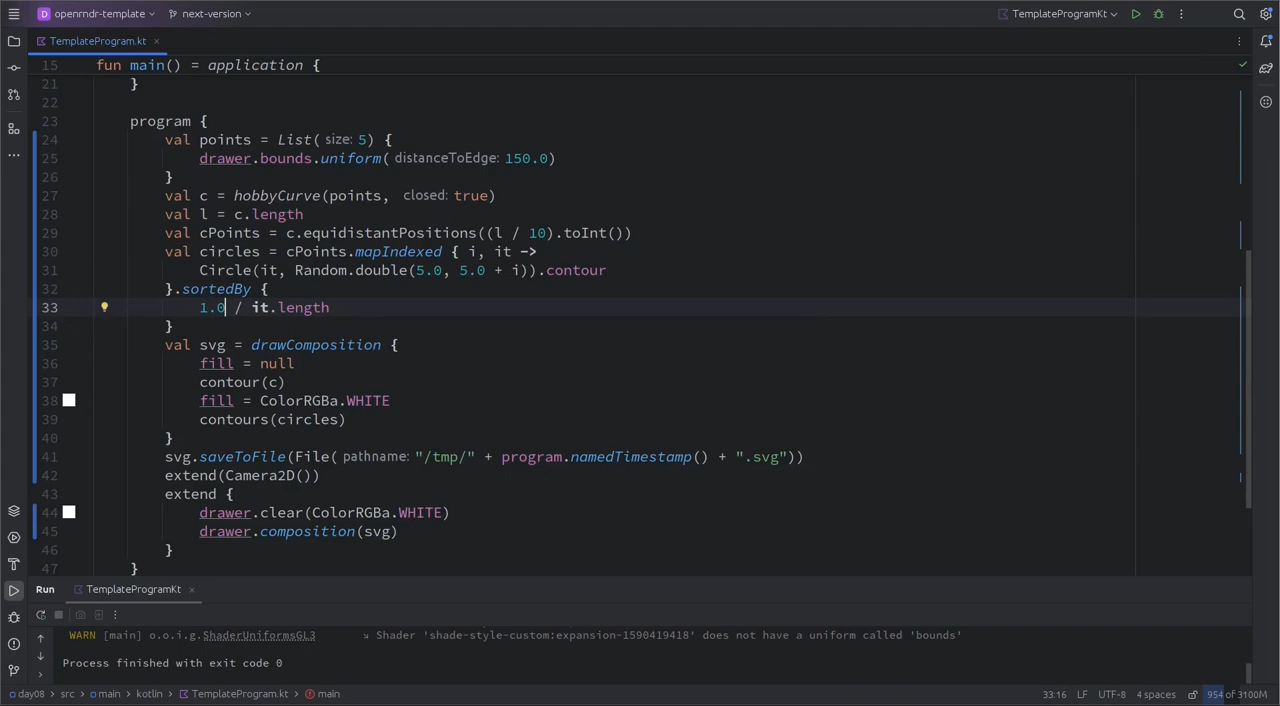 D openrndr-template next-version TemplateProgramKt
TemplateProgram.kt ×
15 fun main() = application {
21 }
22
23 program {
24 val points = List( size: 5) {
25 drawer.bounds.uniform( distanceToEdge: 150.0)
26 }
27 val c = hobbyCurve(points, closed: true)
28 val l = c.length
29 val cPoints = c.equidistantPositions((l / 10).toInt())
30 val circles = cPoints.mapIndexed { i, it ->
31 Circle(it, Random.double(5.0, 5.0 + i)).contour
32 }.sortedBy {
33 1.0 / it.length
34 }
35 val svg = drawComposition {
36 fill = null
37 contour(c)
38 fill = ColorRGBa.WHITE
39 contours(circles)
40 }
41 svg.saveToFile(File( pathname: "/tmp/" + program.namedTimestamp() + ".svg"))
42 extend(Camera2D())
43 extend {
44 drawer.clear(ColorRGBa.WHITE)
45 drawer.composition(svg)
46 }
47 }
Run TemplateProgramKt ×
WARN [main] o.o.i.g.ShaderUniformsGL3 ↘ Shader 'shade-style-custom:expansion-1590419418' does not have a uniform called 'bounds'
Process finished with exit code 0
day08 > src > main > kotlin > TemplateProgram.kt > main 33:16 LF UTF-8 4 spaces 954 of 3100M